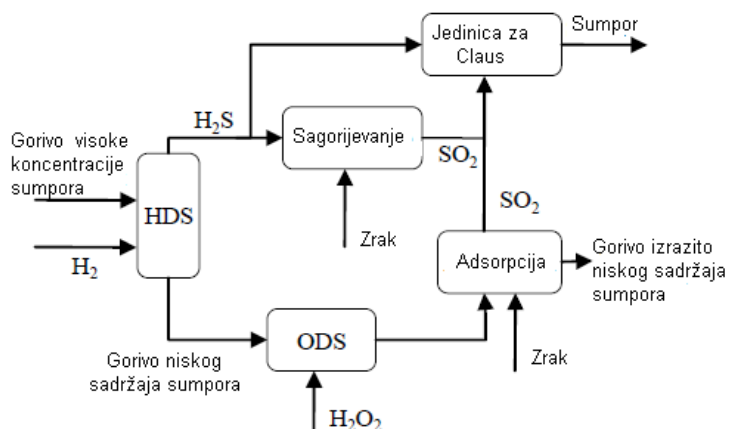 Jedinica za
Claus
Sumpor
H₂S
Sagorijevanje
SO₂
Gorivo visoke
koncentracije
sumpora
HDS
H₂
Zrak
SO₂
Adsorpcija
Gorivo izrazito
niskog sadržaja
sumpora
Gorivo niskog
sadržaja sumpora
ODS
Zrak
H₂O₂